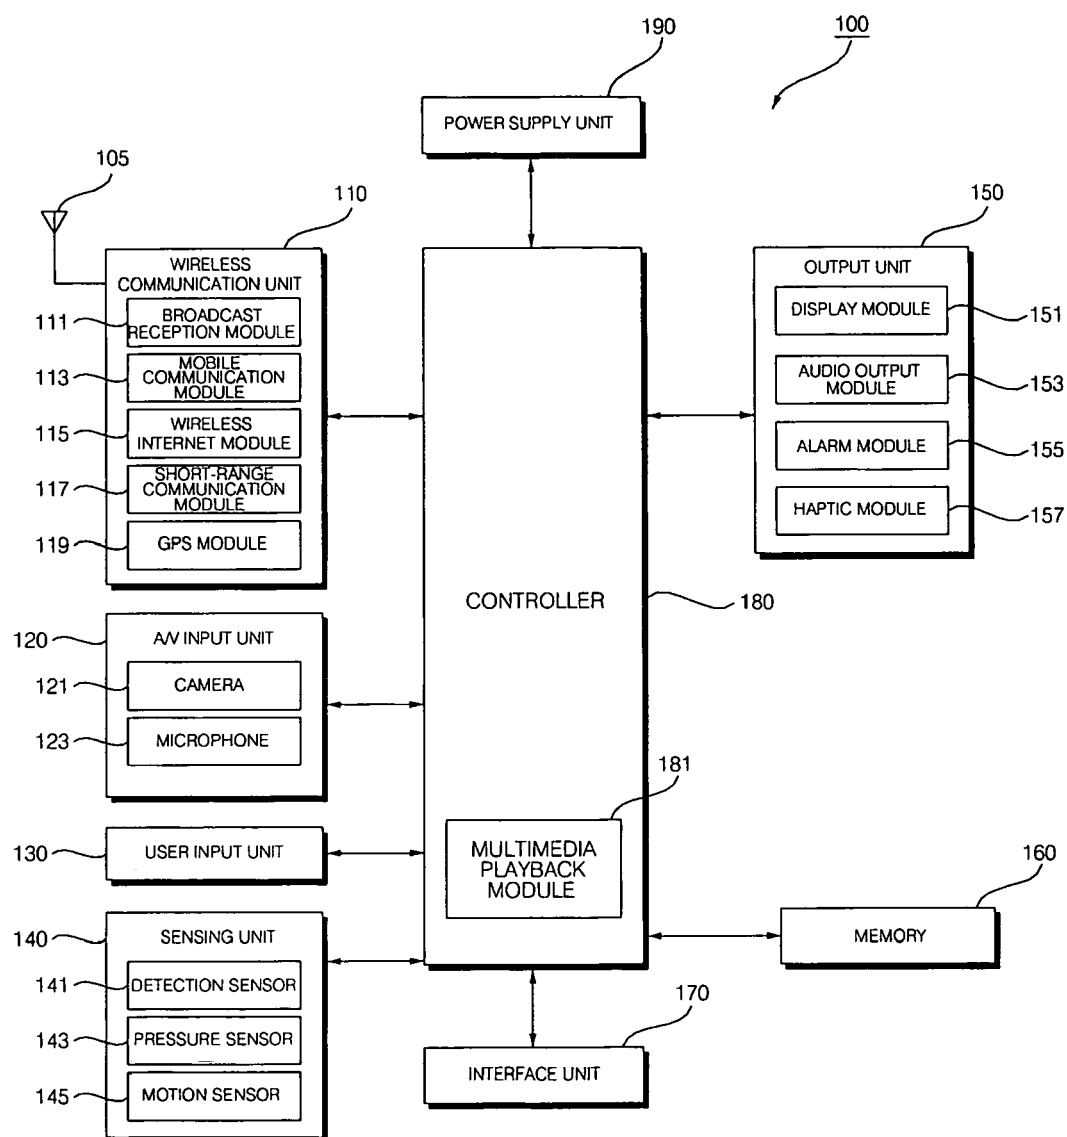 190
100
POWER SUPPLY UNIT
105
110
150
WIRELESS
COMMUNICATION UNIT
111
BROADCAST
RECEPTION MODULE
113
MOBILE
COMMUNICATION
MODULE
115
WIRELESS
INTERNET MODULE
117
SHORT-RANGE
COMMUNICATION
MODULE
119
GPS MODULE
OUTPUT UNIT
DISPLAY MODULE
151
AUDIO OUTPUT
MODULE
153
ALARM MODULE
155
HAPTIC MODULE
157
CONTROLLER
180
120
A/V INPUT UNIT
121
CAMERA
123
MICROPHONE
181
MULTIMEDIA
PLAYBACK
MODULE
130
USER INPUT UNIT
160
MEMORY
140
SENSING UNIT
141
DETECTION SENSOR
143
PRESSURE SENSOR
145
MOTION SENSOR
170
INTERFACE UNIT